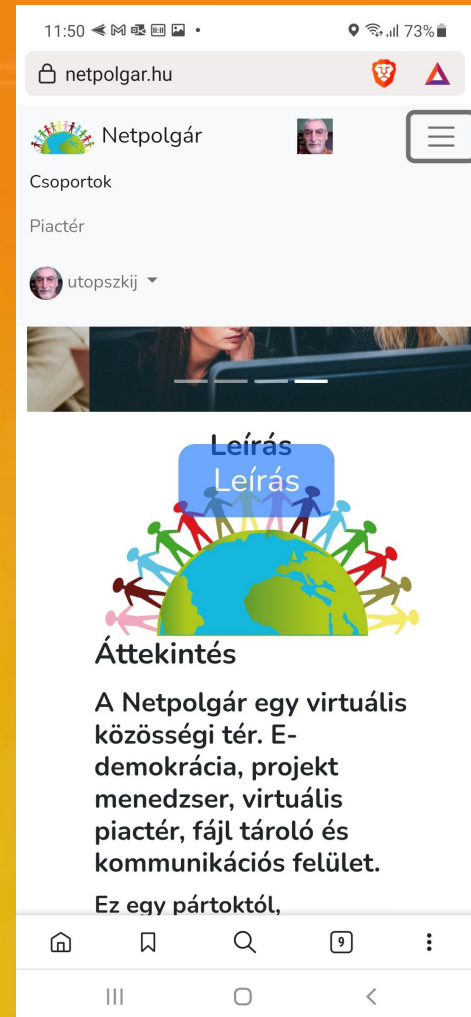 11:50
73%
netpolgar.hu
Netpolgár
Csoportok
Piactér
utopszkij
Leírás
Leírás
Áttekintés
A Netpolgár egy virtuális
közösségi tér. E-
demokrácia, projekt
menedzser, virtuális
piactér, fájl tároló és
kommunikációs felület.
Ez egy pártoktól,
9